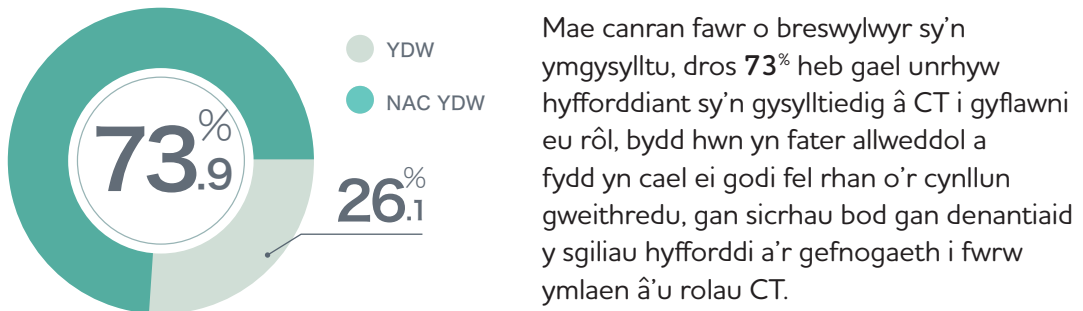 YDW
NAC YDW
73.9%
26.1%
Mae canran fawr o breswylwyr sy'n
ymgysylltu, dros 73% heb gael unrhyw
hyfforddiant sy'n gysylltiedig â CT i gyflawni
eu rôl, bydd hwn yn fater allweddol a
fydd yn cael ei godi fel rhan o'r cynllun
gweithredu, gan sicrhau bod gan denantiaid
y sgiliau hyfforddi a'r gefnogaeth i fwrw
ymlaen â'u rolau CT.